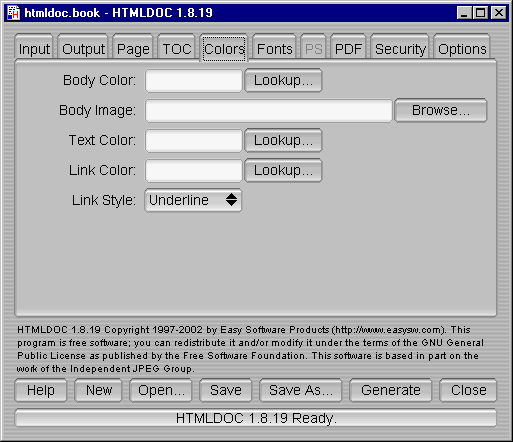 htmldoc.book - HTMLDOC 1.8.19
Input Output Page TOC Colors Fonts PS PDF Security Options
Body Color: Lookup...
Body Image: Browse...
Text Color: Lookup...
Link Color: Lookup...
Link Style: Underline
HTMLDOC 1.8.19 Copyright 1997-2002 by Easy Software Products (http://www.easysw.com). This
program is free software; you can redistribute it and/or modify it under the terms of the GNU General
Public License as published by the Free Software Foundation. This software is based in part on the
work of the Independent JPEG Group.
Help New Open... Save Save As... Generate Close
HTMLDOC 1.8.19 Ready.